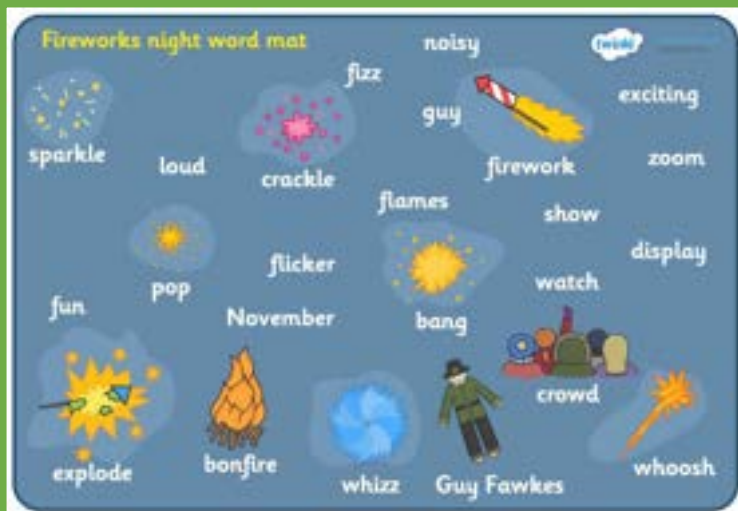 Fireworks night word mat
noisy
twinkl
fizz
exciting
guy
sparkle
loud
crackle
firework
zoom
flames
show
pop
flicker
display
watch
fun
November
bang
crowd
explode
bonfire
whizz
Guy Fawkes
whoosh